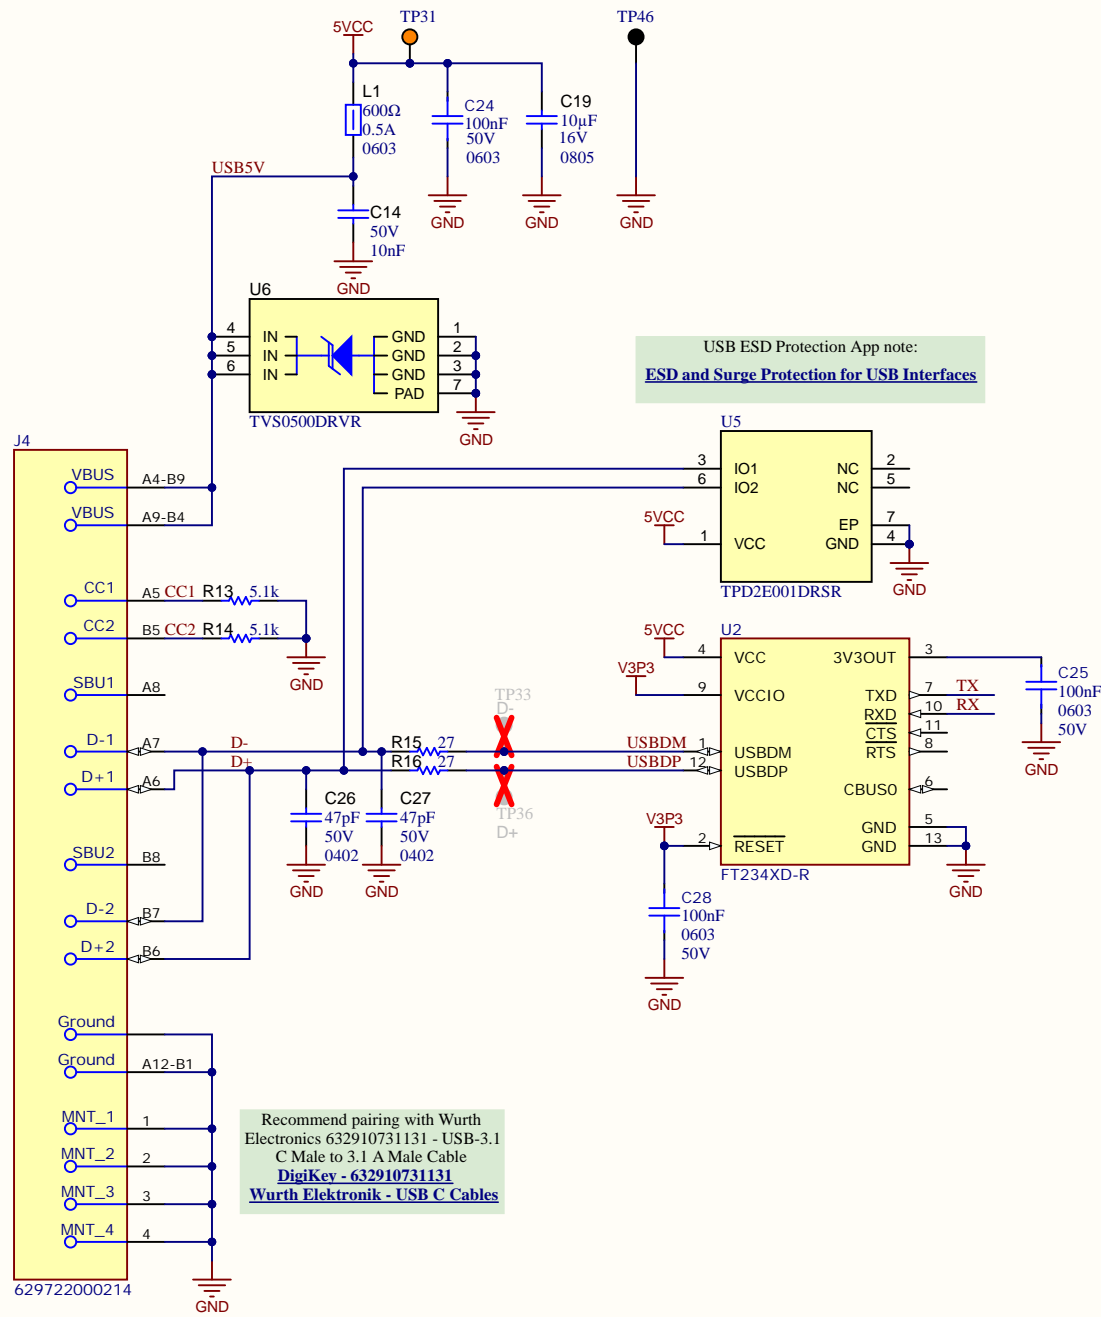 5VCC
TP31
TP46
L1
600Ω
0.5A
0603
C24
100nF
50V
0603
C19
10µF
16V
0805
USB5V
C14
50V
10nF
GND
GND
GND
GND
U6
4 IN GND 1
5 IN GND 2
6 IN GND 3
PAD 7
TVS0500DRVR
GND
USB ESD Protection App note:
ESD and Surge Protection for USB Interfaces
U5
3 IO1 NC 2
6 IO2 NC 5
EP 7
5VCC
1 VCC GND 4
TPD2E001DRSR
GND
J4
VBUS A4-B9
VBUS A9-B4
CC1 A5 CC1 R13 5.1k
CC2 B5 CC2 R14 5.1k
GND
SBU1 A8
D-1 A7 D- R15 27 USBDM
D+1 A6 D+ R16 27 USBDP
TP33
D-
TP36
D+
C26
47pF
50V
0402
GND
C27
47pF
50V
0402
GND
SBU2 B8
D-2 B7
D+2 B6
Ground
Ground A12-B1
MNT_1 1
MNT_2 2
MNT_3 3
MNT_4 4
629722000214
GND
U2
5VCC
4 VCC 3V3OUT 3
V3P3
9 VCCIO TXD 7 TX
RXD 10 RX
CTS 11
1 USBDM RTS 8
12 USBDP
CBUS0 6
GND 5
V3P3
2 RESET GND 13
FT234XD-R
GND
C25
100nF
0603
50V
GND
C28
100nF
0603
50V
GND
Recommend pairing with Wurth
Electronics 632910731131 - USB-3.1
C Male to 3.1 A Male Cable
DigiKey - 632910731131
Wurth Elektronik - USB C Cables